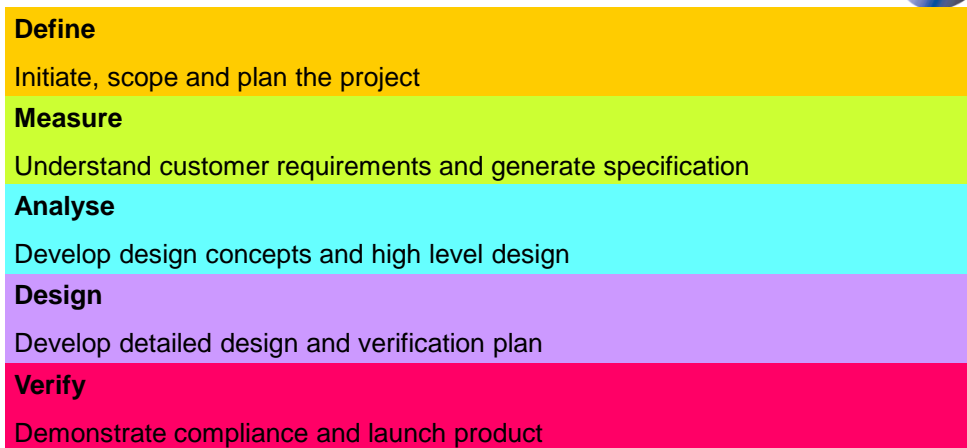 Define
Initiate, scope and plan the project
Measure
Understand customer requirements and generate specification
Analyse
Develop design concepts and high level design
Design
Develop detailed design and verification plan
Verify
Demonstrate compliance and launch product